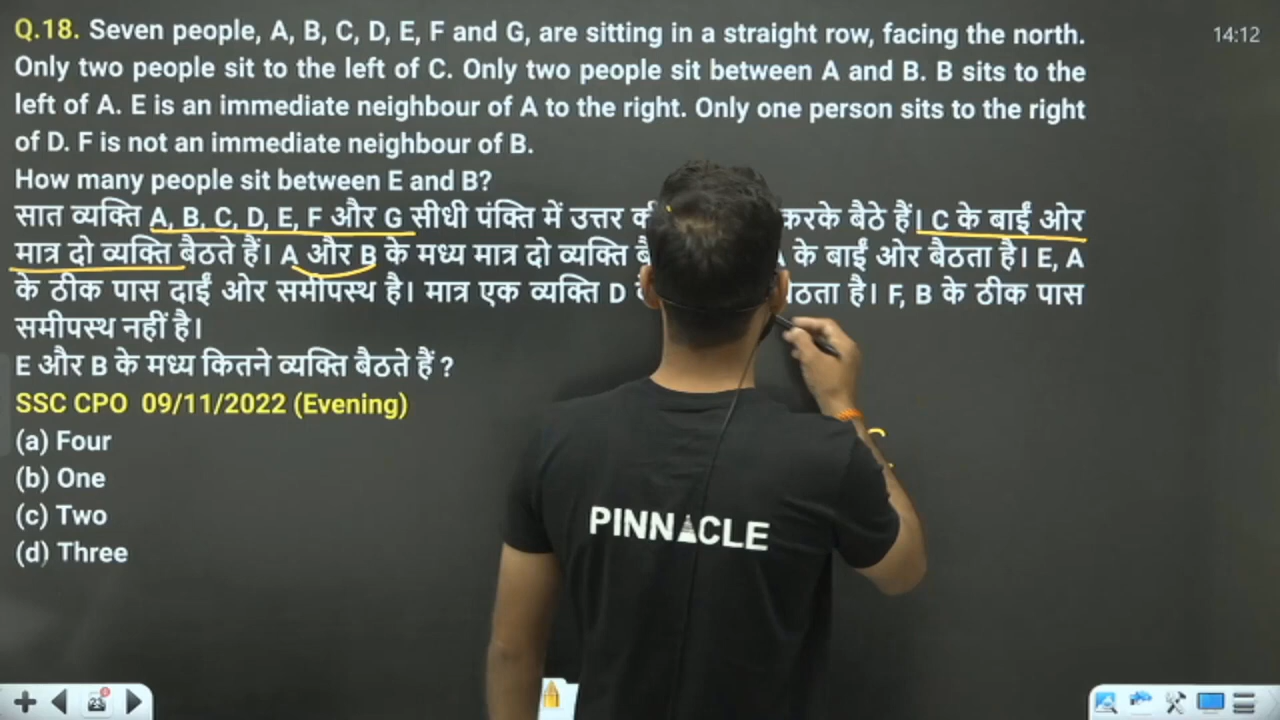 Q.18. Seven people, A, B, C, D, E, F and G, are sitting in a straight row, facing the north.
14:12
Only two people sit to the left of C. Only two people sit between A and B. B sits to the
left of A. E is an immediate neighbour of A to the right. Only one person sits to the right
of D. F is not an immediate neighbour of B.
How many people sit between E and B?
सात व्यक्ति A, B, C, D, E, F और G सीधी पंक्ति में उत्तर करके बैठे हैं। C के बाईं ओर
मात्र दो व्यक्ति बैठते हैं। A और B के मध्य मात्र दो व्यक्ति के बाईं ओर बैठता है। E, A
के ठीक पास दाईं ओर समीपस्थ है। मात्र एक व्यक्ति D है। F, B के ठीक पास
समीपस्थ नहीं है।
E और B के मध्य कितने व्यक्ति बैठते हैं ?
SSC CPO 09/11/2022 (Evening)
(a) Four
(b) One
(c) Two
(d) Three
PINNACLE
23